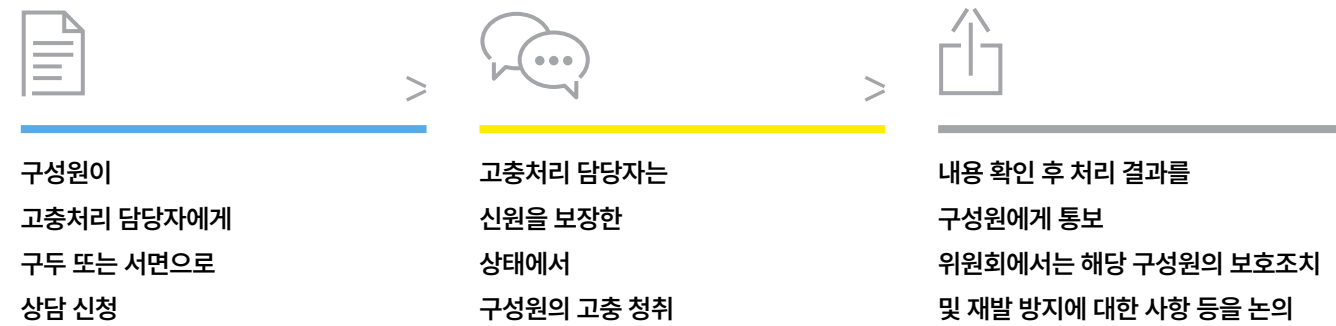 구성원이
고충처리 담당자에게
구두 또는 서면으로
상담 신청
>
고충처리 담당자는
신원을 보장한
상태에서
구성원의 고충 청취
>
내용 확인 후 처리 결과를
구성원에게 통보
위원회에서는 해당 구성원의 보호조치
및 재발 방지에 대한 사항 등을 논의